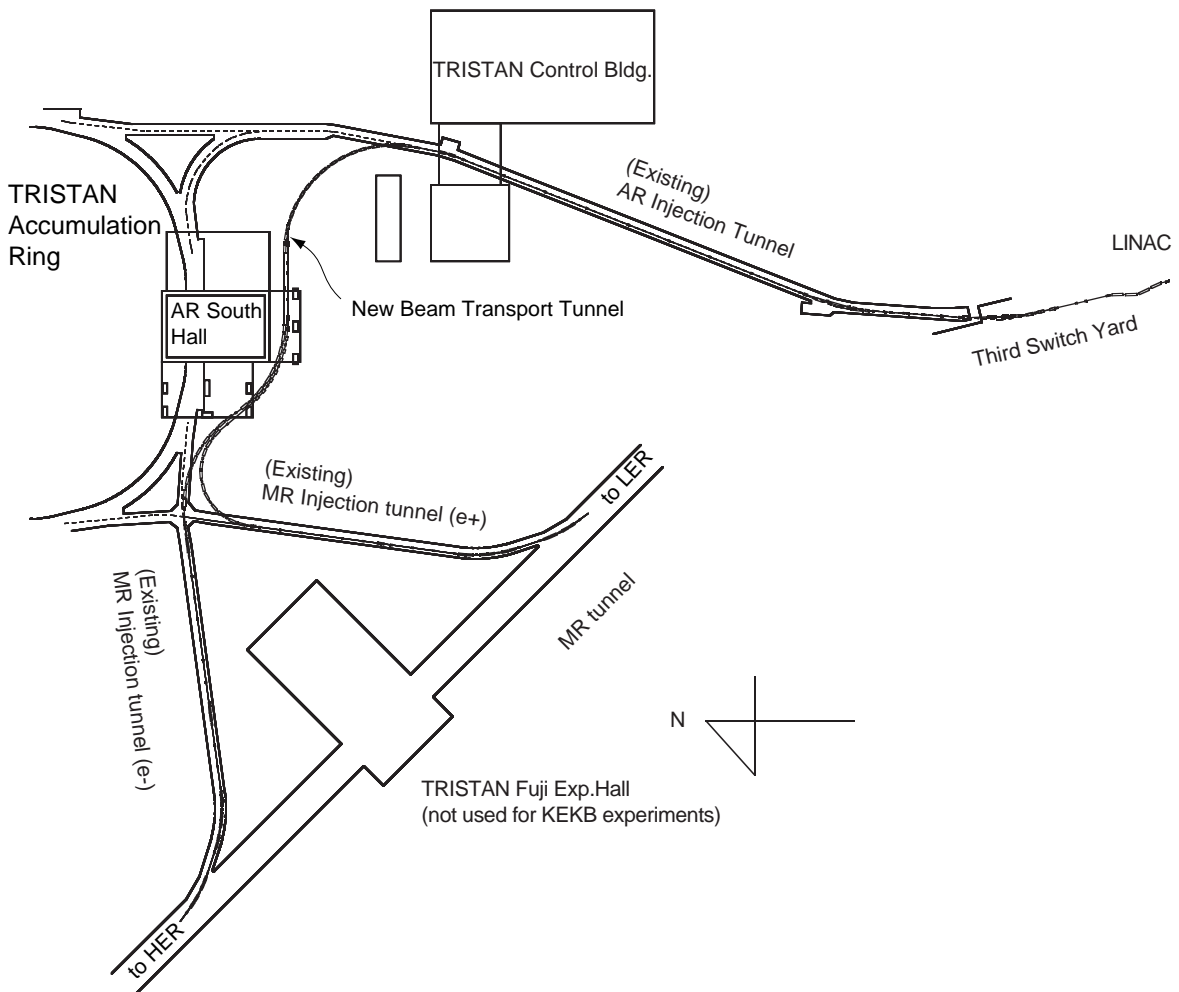 TRISTAN Control Bldg.
(Existing)
AR Injection Tunnel
TRISTAN
Accumulation
Ring
LINAC
AR South
Hall
New Beam Transport Tunnel
Third Switch Yard
(Existing)
MR Injection tunnel (e+)
to LER
(Existing)
MR Injection tunnel (e-)
MR tunnel
N
TRISTAN Fuji Exp.Hall
(not used for KEKB experiments)
to HER